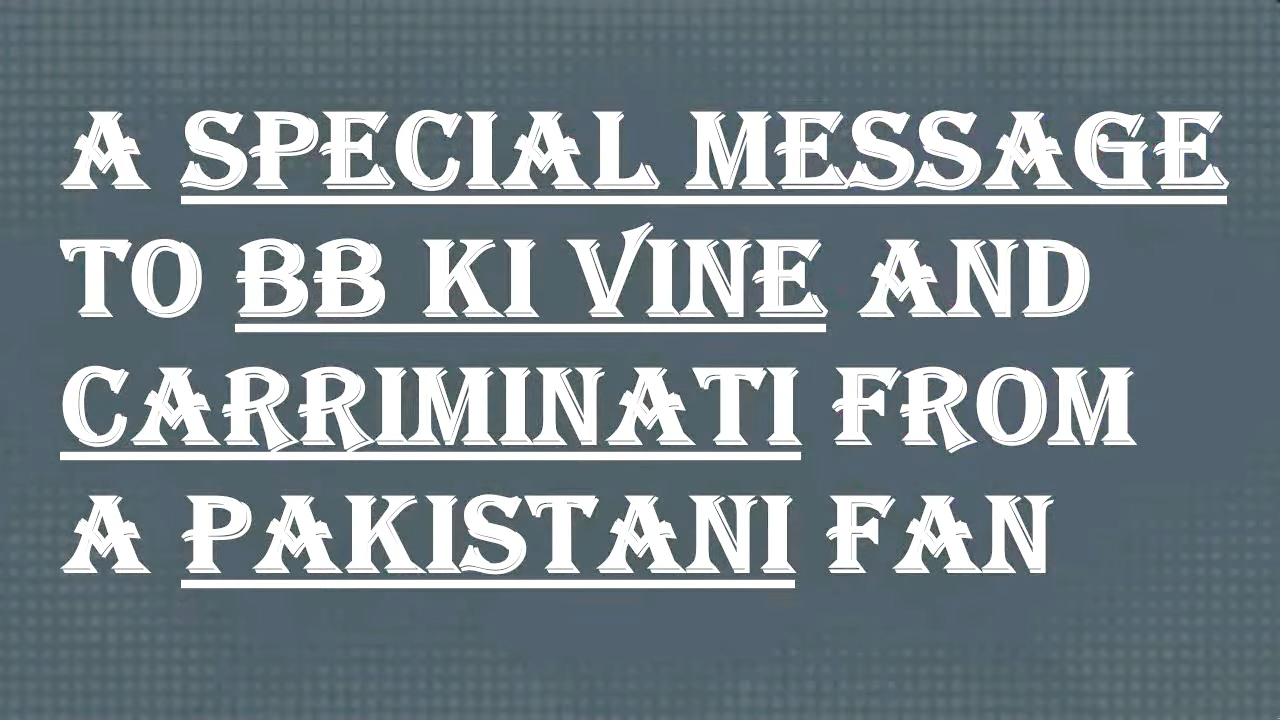 A SPECIAL MESSAGE
TO BB KI VINE AND
CARRIMINATI FROM
A PAKISTANI FAN